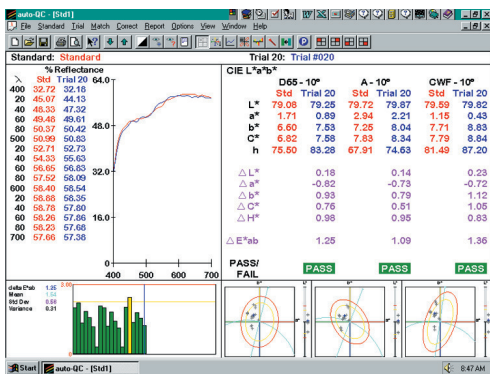 auto-QC - [Std1]
File Standard Trial Match Correct Report Options View Window Help
Standard: Standard Trial 20: Trial #020
% Reflectance
λ Std Trial 20
400 32.72 32.18
20 45.07 44.13
40 48.33 47.32
60 49.48 49.61
80 50.37 50.42
500 50.99 50.83
20 52.71 52.73
40 54.33 55.63
60 56.65 56.83
80 57.52 58.09
600 58.40 58.54
20 58.88 58.35
40 58.78 57.80
60 58.26 57.86
80 58.23 57.68
700 57.66 57.38
64.0
48.0
32.0
16.0
0
400 500 600 700
CIE L*a*b*
D65 - 10° A - 10° CWF - 10°
Std Trial 20 Std Trial 20 Std Trial 20
L* 79.08 79.25 79.72 79.87 79.59 79.82
a* 1.71 0.89 2.94 2.21 1.15 0.43
b* 6.60 7.53 7.25 8.04 7.71 8.83
C* 6.82 7.58 7.83 8.34 7.79 8.84
h 75.50 83.28 67.91 74.63 81.49 87.20
△L* 0.18 0.14 0.23
△a* -0.82 -0.73 -0.72
△b* 0.93 0.79 1.12
△C* 0.76 0.51 1.05
△H* 0.98 0.95 0.83
△E*ab 1.25 1.09 1.36
PASS/
FAIL PASS PASS PASS
delta E*ab 1.25
Mean
Std Dev 0.56
Variance 0.31
3.00
0
Start auto-QC - [Std1] 8:47 AM